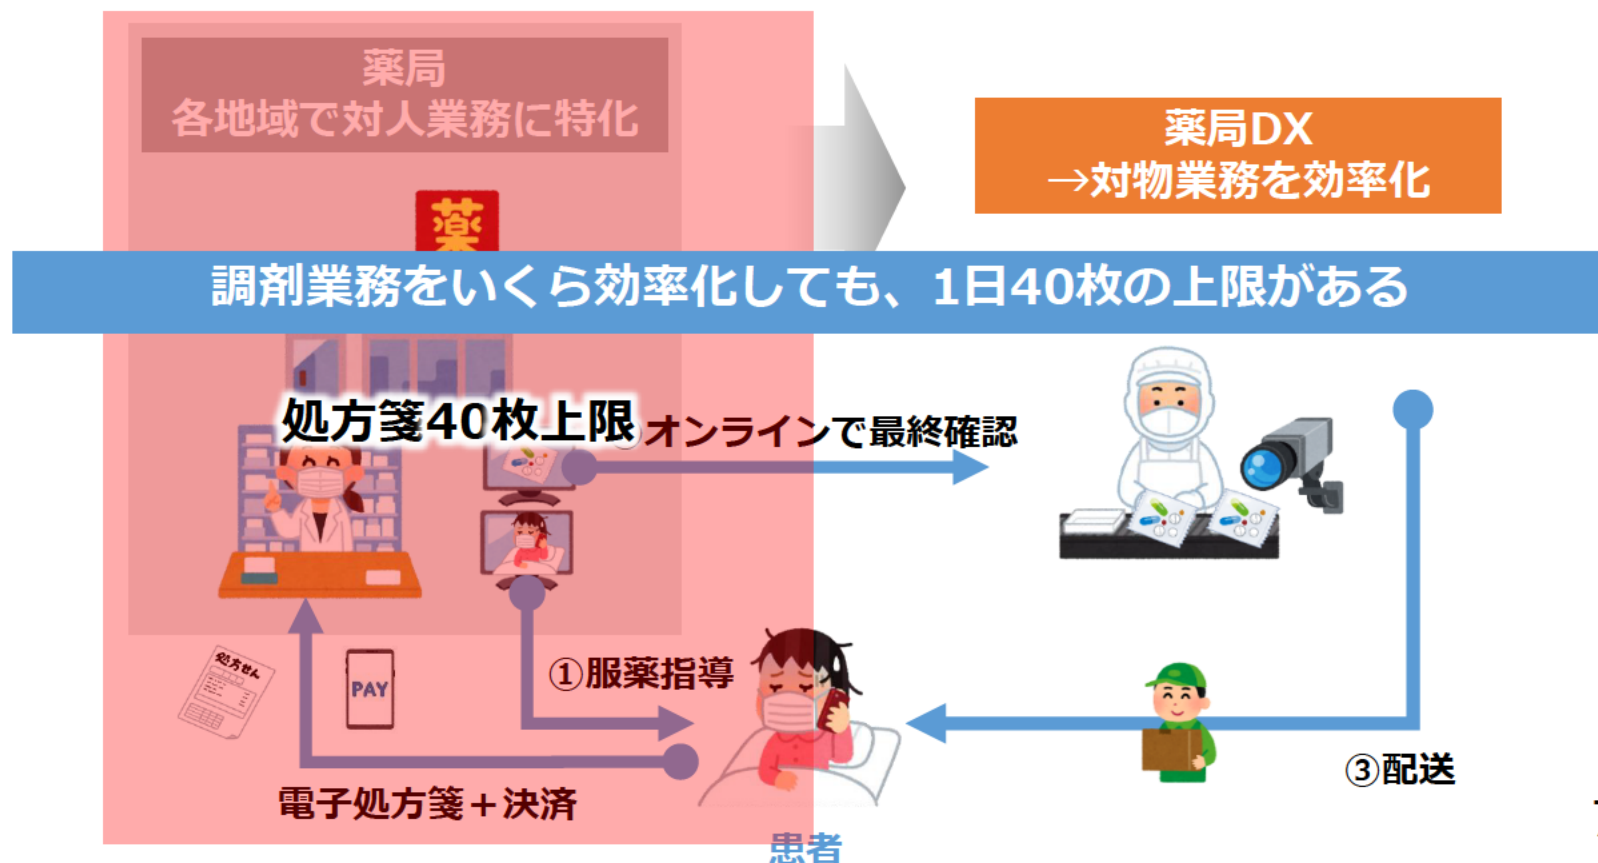 薬局
各地域で対人業務に特化
薬局DX
→対物業務を効率化
薬
調剤業務をいくら効率化しても、1日40枚の上限がある
処方箋40枚上限
オンラインで最終確認
処方せん
PAY
①服薬指導
電子処方箋＋決済
③配送
患者